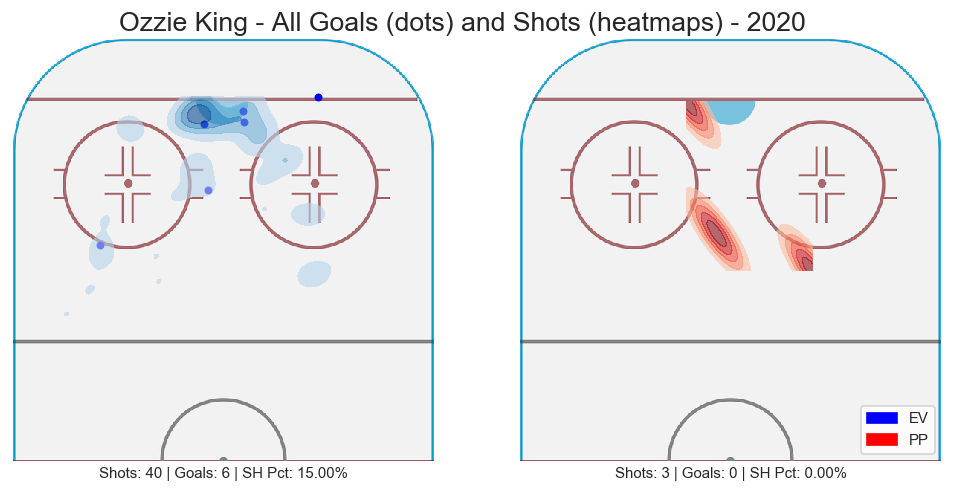 Ozzie King - All Goals (dots) and Shots (heatmaps) - 2020
EV
PP
Shots: 40 | Goals: 6 | SH Pct: 15.00%
Shots: 3 | Goals: 0 | SH Pct: 0.00%